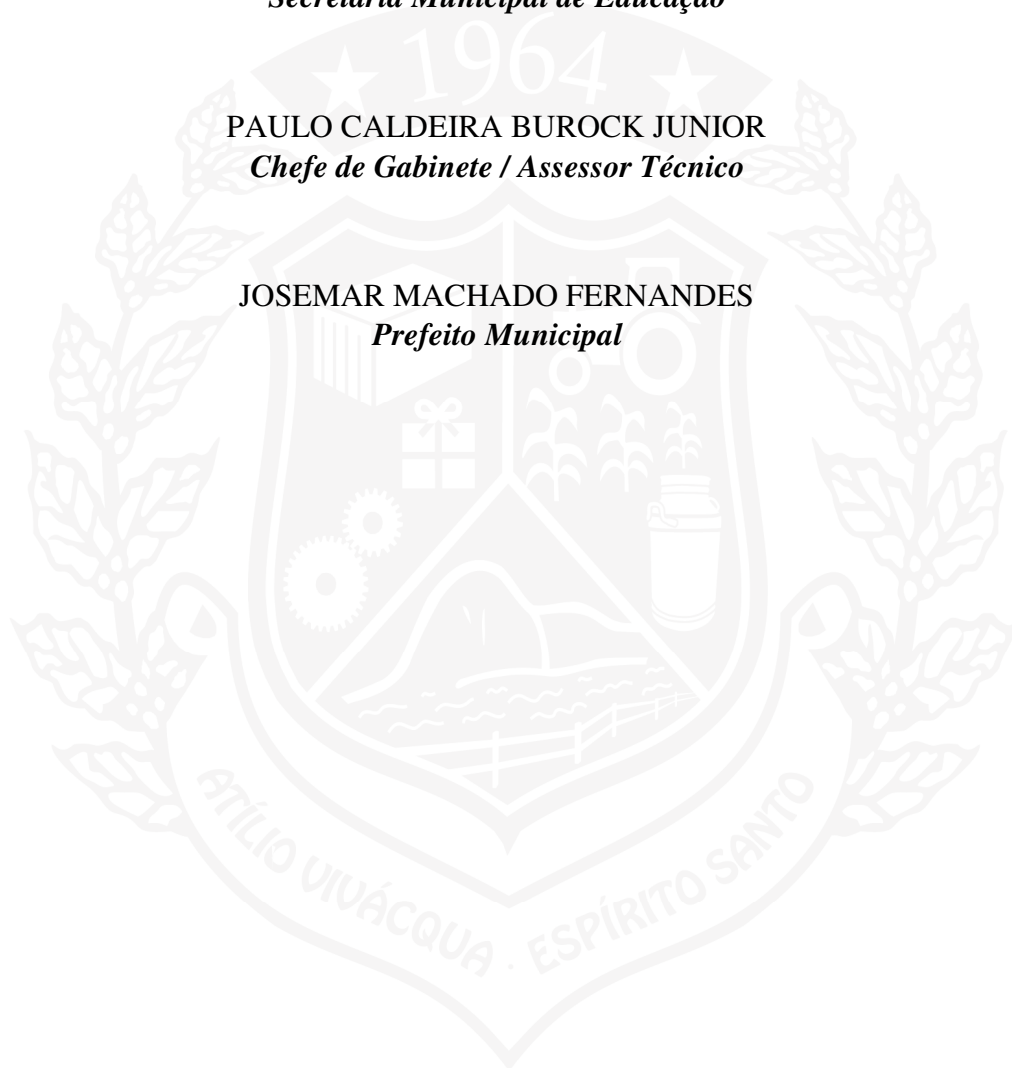 Secretaria Municipal de Educação
1964
PAULO CALDEIRA BUROCK JUNIOR
Chefe de Gabinete / Assessor Técnico
JOSEMAR MACHADO FERNANDES
Prefeito Municipal
ATÍLIO VIVÁCQUA . ESPÍRITO SANTO